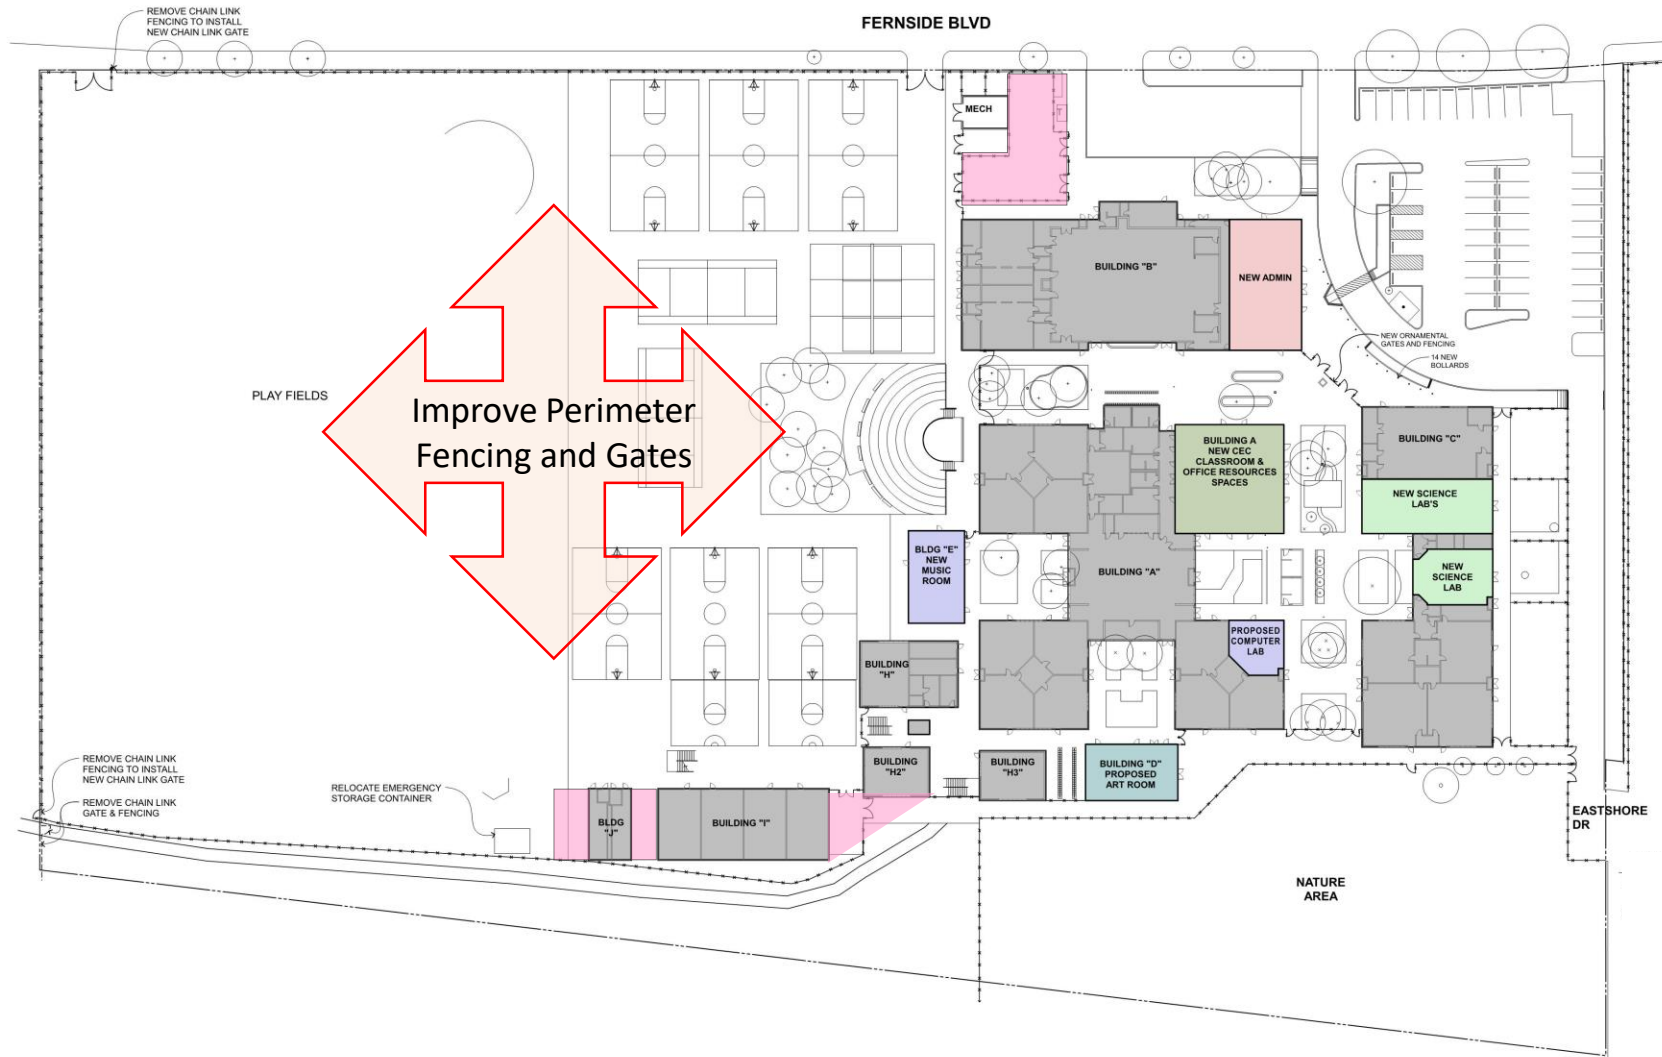 REMOVE CHAIN LINK
FENCING TO INSTALL
NEW CHAIN LINK GATE
FERNSIDE BLVD
MECH
BUILDING "B"
NEW ADMIN
NEW ORNAMENTAL
GATES AND FENCING
14 NEW
BOLLARDS
PLAY FIELDS
Improve Perimeter
Fencing and Gates
BUILDING A
NEW CEC
CLASSROOM &
OFFICE RESOURCES
SPACES
BUILDING "C"
NEW SCIENCE
LAB'S
BLDG "E"
NEW
MUSIC
ROOM
BUILDING "A"
NEW
SCIENCE
LAB
PROPOSED
COMPUTER
LAB
BUILDING
"H"
REMOVE CHAIN LINK
FENCING TO INSTALL
NEW CHAIN LINK GATE
REMOVE CHAIN LINK
GATE & FENCING
RELOCATE EMERGENCY
STORAGE CONTAINER
BUILDING
"H2"
BUILDING
"H3"
BUILDING "D"
PROPOSED
ART ROOM
BLDG
"J"
BUILDING "I"
EASTSHORE
DR
NATURE
AREA